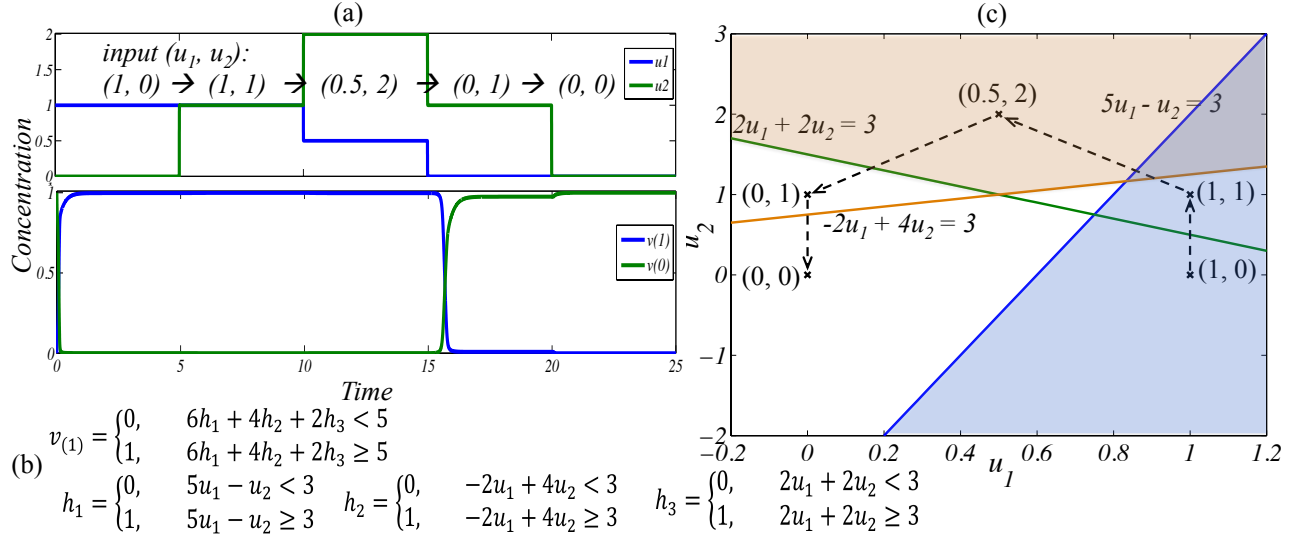 (a)
2
1.5
1
0.5
0
input (u1, u2):
(1, 0) → (1, 1) → (0.5, 2) → (0, 1) → (0, 0)
u1
u2
Concentration
1
0.5
0
v(1)
v(0)
0 5 10 15 20 25
Time
(c)
3
2
1
0
−1
−2
u2
(0.5, 2)
5u1 - u2 = 3
2u1 + 2u2 = 3
(0, 1)
(1, 1)
-2u1 + 4u2 = 3
(0, 0)
(1, 0)
−0.2 0 0.2 0.4 0.6 0.8 1 1.2
u1
(b)
v(1) = {0, 6h1 + 4h2 + 2h3 < 5
1, 6h1 + 4h2 + 2h3 ≥ 5
h1 = {0, 5u1 − u2 < 3
1, 5u1 − u2 ≥ 3
h2 = {0, −2u1 + 4u2 < 3
1, −2u1 + 4u2 ≥ 3
h3 = {0, 2u1 + 2u2 < 3
1, 2u1 + 2u2 ≥ 3